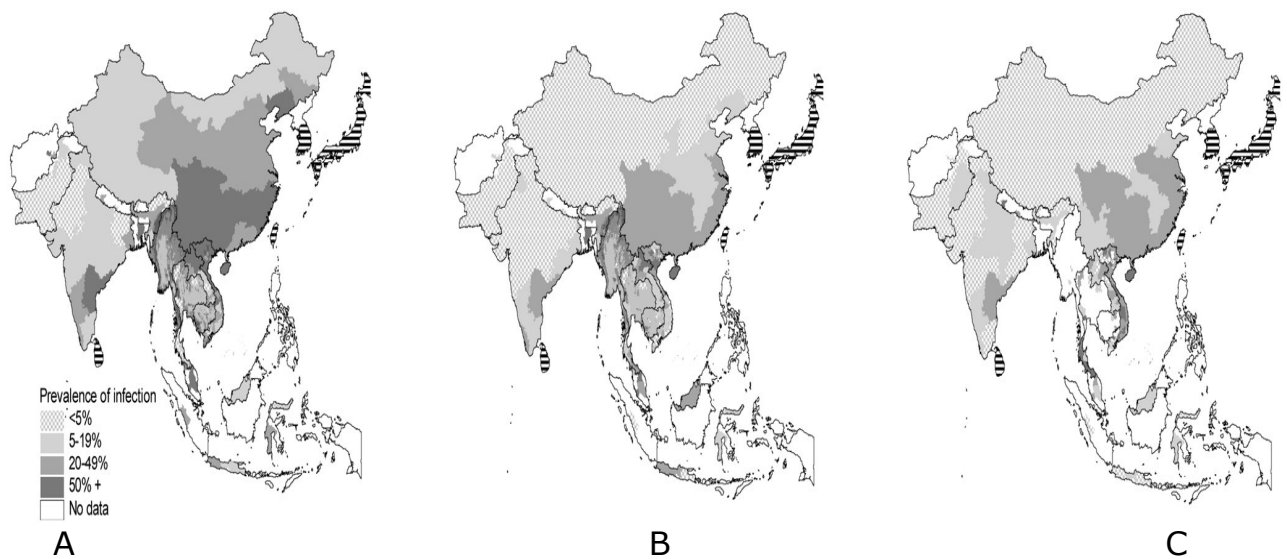 Prevalence of infection
<5%
5-19%
20-49%
50% +
No data
A B C